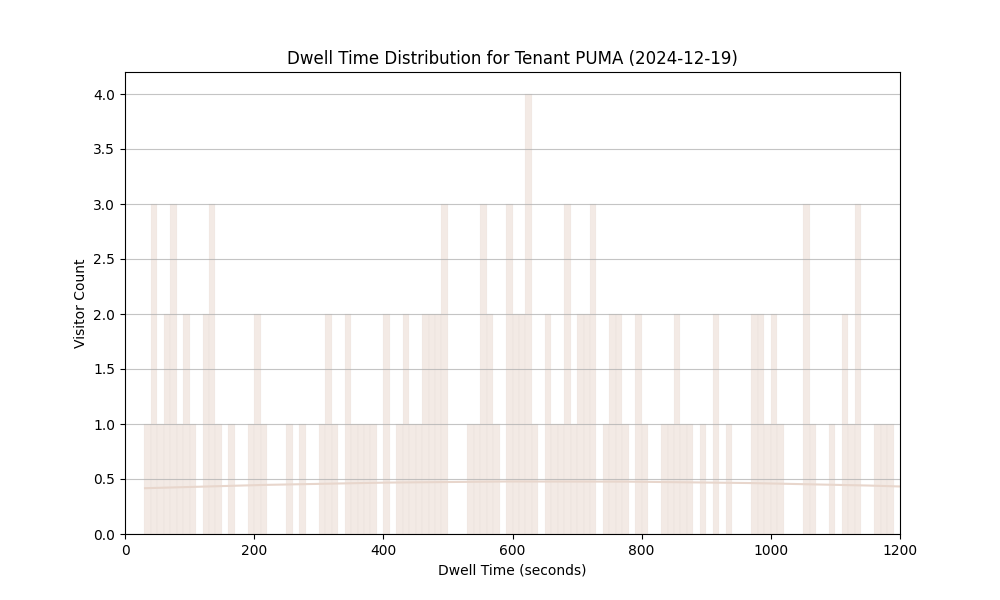 Dwell Time Distribution for Tenant PUMA (2024-12-19)
4.0
3.5
3.0
2.5
2.0
1.5
1.0
0.5
0.0
Visitor Count
0 200 400 600 800 1000 1200
Dwell Time (seconds)